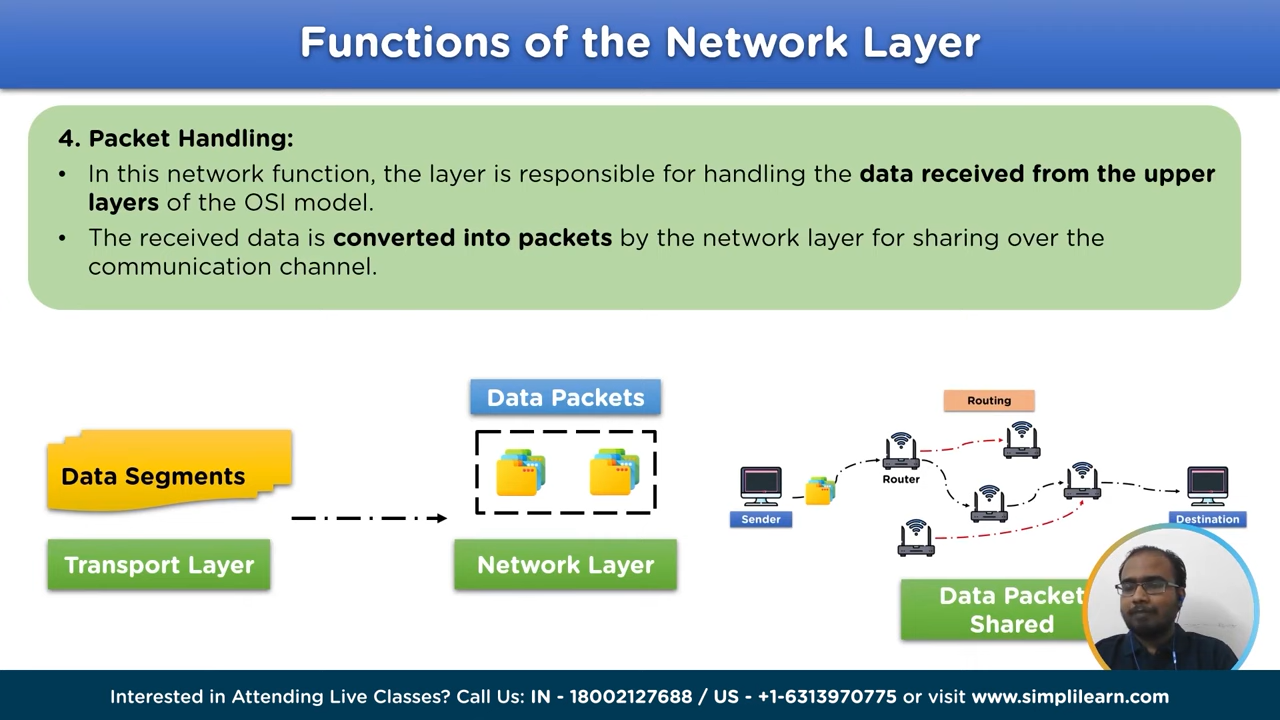 Functions of the Network Layer
4. Packet Handling:
• In this network function, the layer is responsible for handling the data received from the upper
layers of the OSI model.
• The received data is converted into packets by the network layer for sharing over the
communication channel.
Data Segments
Transport Layer
Data Packets
Network Layer
Routing
Router
Sender
Destination
Data Packet
Shared
Interested in Attending Live Classes? Call Us: IN - 18002127688 / US - +1-6313970775 or visit www.simplilearn.com